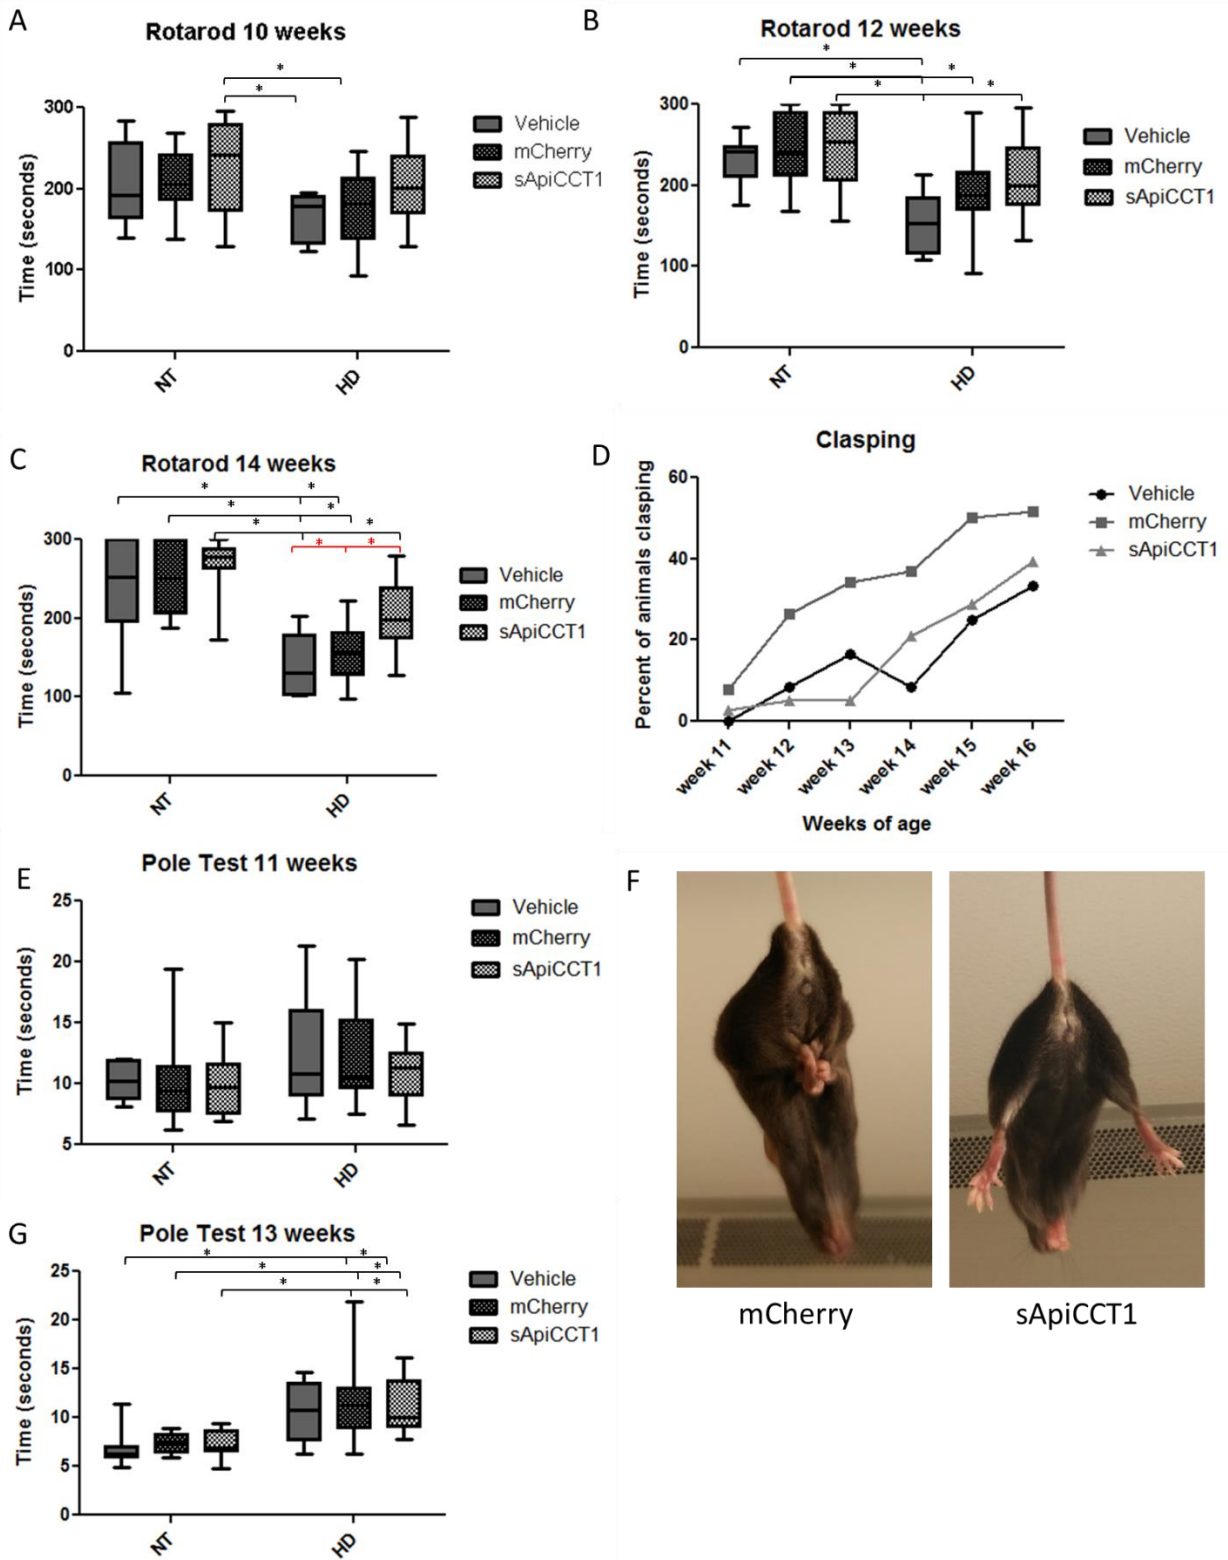 A
Rotarod 10 weeks
*
*
300
200
100
0
Time (seconds)
NT
HD
Vehicle
mCherry
sApiCCT1
B
Rotarod 12 weeks
*
* *
* *
300
200
100
0
Time (seconds)
NT
HD
Vehicle
mCherry
sApiCCT1
C
Rotarod 14 weeks
* *
* *
* *
* *
300
200
100
0
Time (seconds)
NT
HD
Vehicle
mCherry
sApiCCT1
D
Clasping
60
40
20
0
Percent of animals clasping
week 11
week 12
week 13
week 14
week 15
week 16
Weeks of age
Vehicle
mCherry
sApiCCT1
E
Pole Test 11 weeks
25
20
15
10
5
Time (seconds)
NT
HD
Vehicle
mCherry
sApiCCT1
F
mCherry
sApiCCT1
G
Pole Test 13 weeks
* *
* *
* *
25
20
15
10
5
0
Time (seconds)
NT
HD
Vehicle
mCherry
sApiCCT1